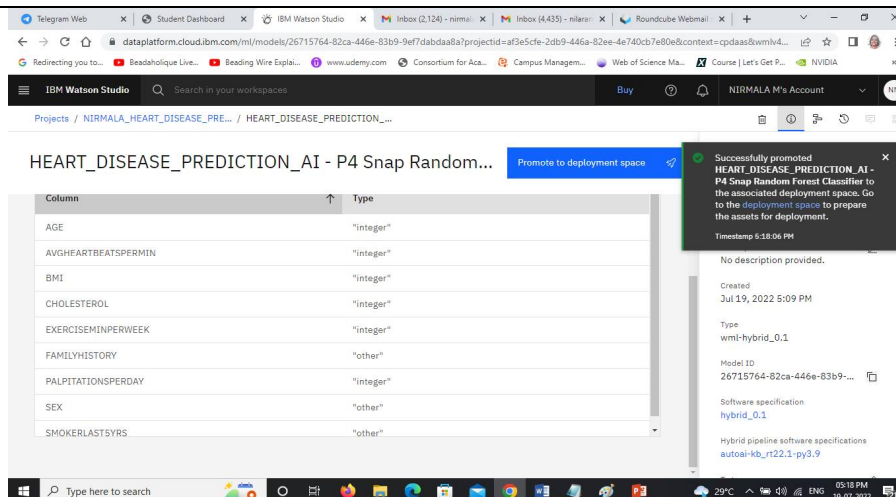 Telegram Web
Student Dashboard
IBM Watson Studio
Inbox (2,124) - nirmal
Inbox (4,435) - nilaran
Roundcube Webmail
dataplatform.cloud.ibm.com/ml/models/26715764-82ca-446e-83b9-9ef7dabdaa8a?projectid=af3e5cfe-2db9-446a-82ee-4e740cb7e80e&context=cpdaas&wmlv4...
Redirecting you to...
Beadaholique Live...
Beading Wire Explai...
www.udemy.com
Consortium for Aca...
Campus Managem...
Web of Science Ma...
Course | Let's Get P...
NVIDIA
IBM Watson Studio
Search in your workspaces
Buy
NIRMALA M's Account
Projects / NIRMALA_HEART_DISEASE_PRE... / HEART_DISEASE_PREDICTION_...
HEART_DISEASE_PREDICTION_AI - P4 Snap Random...
Promote to deployment space
Successfully promoted
HEART_DISEASE_PREDICTION_AI -
P4 Snap Random Forest Classifier to
the associated deployment space. Go
to the deployment space to prepare
the assets for deployment.
Timestamp 5:18:06 PM
Column Type
AGE "integer"
AVGHEARTBEATSPERMIN "integer"
BMI "integer"
CHOLESTEROL "integer"
EXERCISEMINPERWEEK "integer"
FAMILYHISTORY "other"
PALPITATIONSPERDAY "integer"
SEX "other"
SMOKERLAST5YRS "other"
No description provided.
Created
Jul 19, 2022 5:09 PM
Type
wml-hybrid_0.1
Model ID
26715764-82ca-446e-83b9-...
Software specification
hybrid_0.1
Hybrid pipeline software specifications
autoai-kb_rt22.1-py3.9
Type here to search
29°C
ENG
05:18 PM
19-07-2022